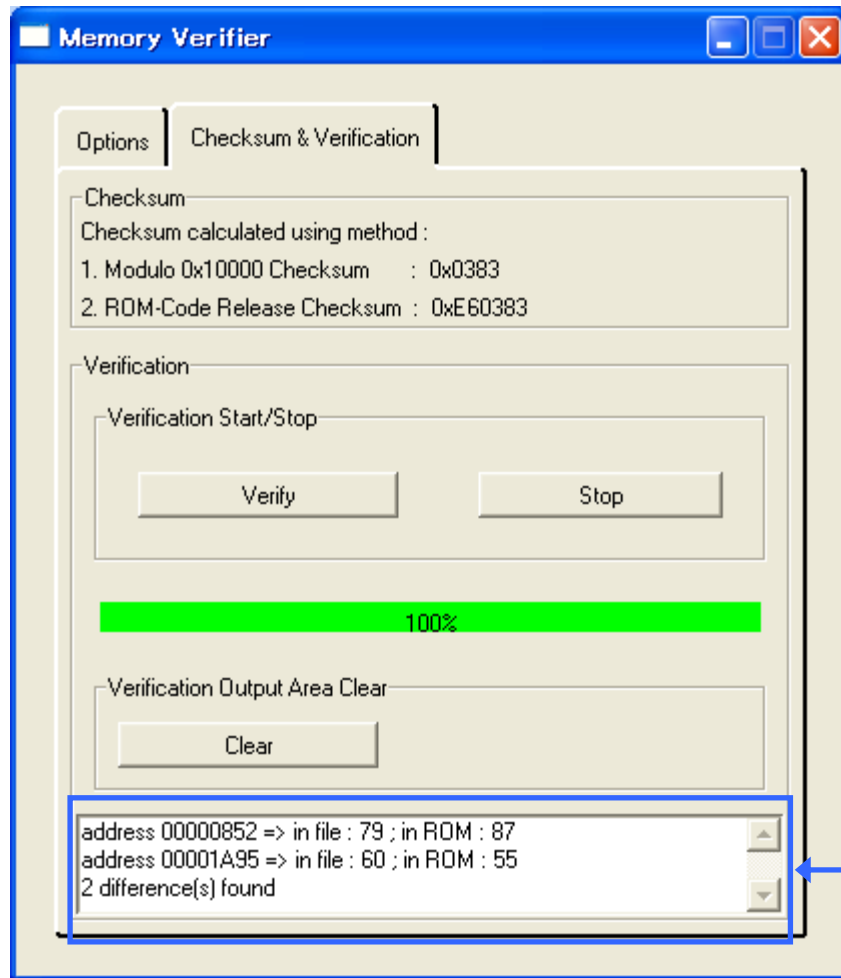 Memory Verifier
Options
Checksum & Verification
Checksum
Checksum calculated using method :
1. Modulo 0x10000 Checksum : 0x0383
2. ROM-Code Release Checksum : 0xE60383
Verification
Verification Start/Stop
Verify
Stop
100%
Verification Output Area Clear
Clear
address 00000852 => in file : 79 ; in ROM : 87
address 00001A95 => in file : 60 ; in ROM : 55
2 difference(s) found